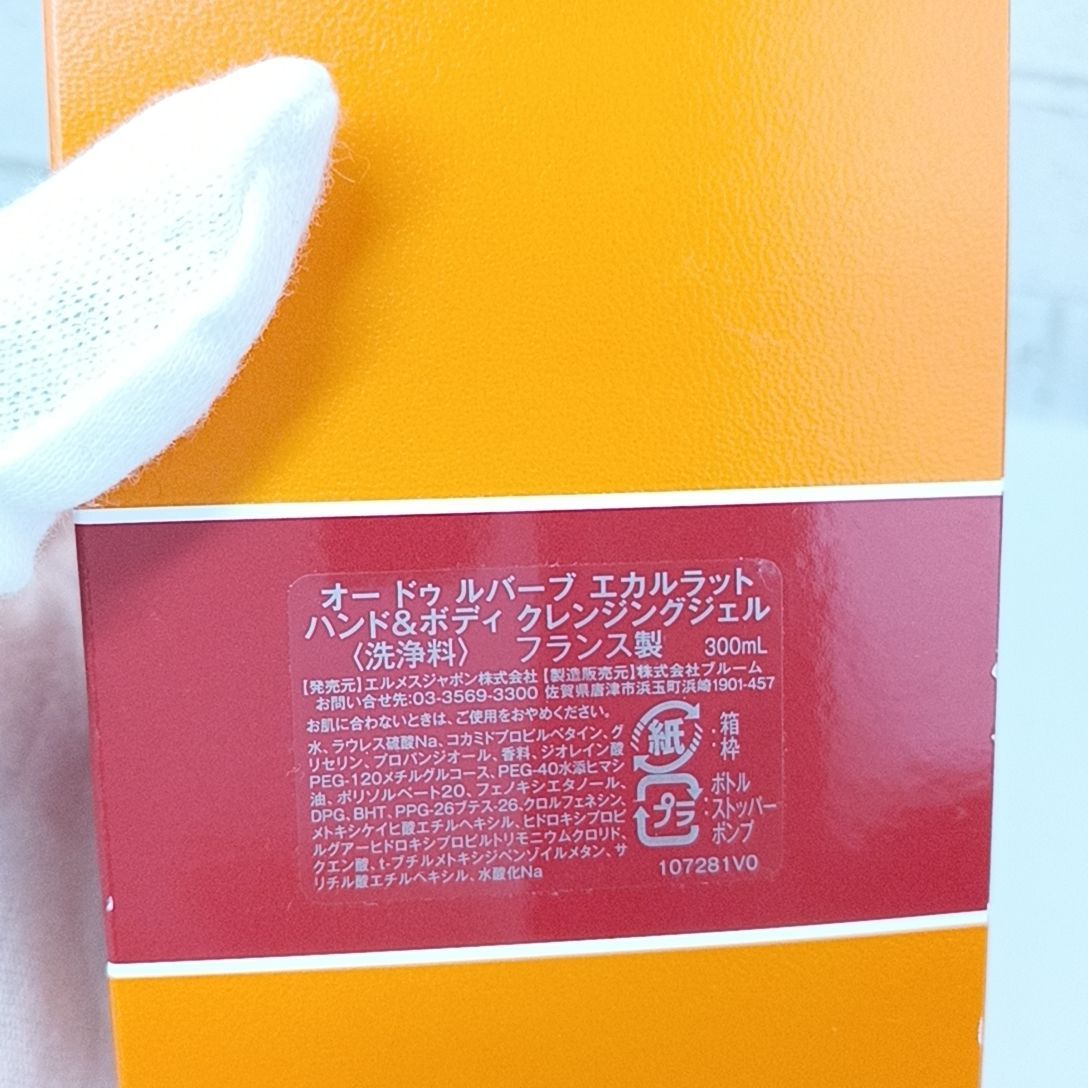 オー ドゥ ルバーブ エカルラット
ハンド&ボディ クレンジングジェル
〈洗浄料〉 フランス製 300mL
【発売元】エルメスジャポン株式会社 【製造販売元】株式会社ブルーム
お問い合せ先:03-3569-3300 佐賀県唐津市浜玉町浜崎1901-457
お肌に合わないときは、ご使用をおやめください。
水、ラウレス硫酸Na、コカミドプロピルベタイン、グ
リセリン、プロパンジオール、香料、ジオレイン酸
PEG-120メチルグルコース、PEG-40水添ヒマシ
油、ポリソルベート20、フェノキシエタノール、
DPG、BHT、PPG-26ブテス-26、クロルフェネシン、
メトキシケイヒ酸エチルヘキシル、ヒドロキシプロピ
ルグアーヒドロキシプロピルトリモニウムクロリド、
クエン酸、t-ブチルメトキシジベンゾイルメタン、サ
リチル酸エチルヘキシル、水酸化Na
紙 :箱
:枠
プラ :ボトル
:ストッパー
:ポンプ
107281V0